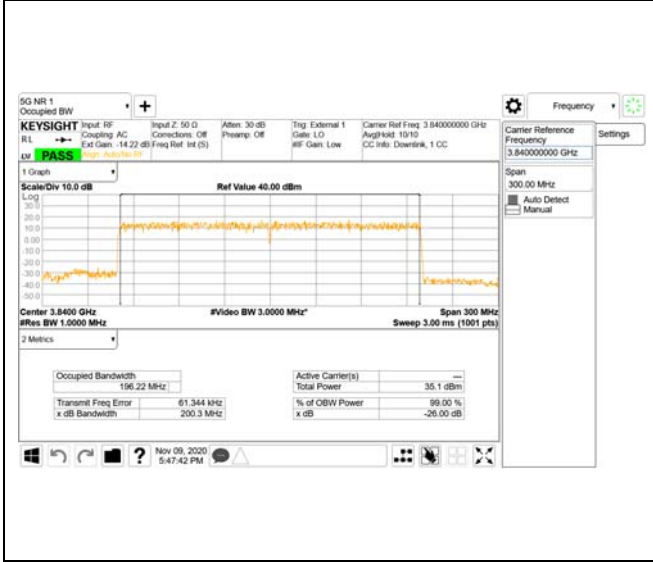 5G NR 1
Occupied BW
Frequency
KEYSIGHT
Input: RF
Input Z: 50 Ω
Atten: 30 dB
Trig: External 1
Carrier Ref Freq: 3.840000000 GHz
R L
Coupling: AC
Corrections: Off
Preamp: Off
Gate: LO
Avg|Hold: 10/10
Ext Gain: -14.22 dB
Freq Ref: Int (S)
#IF Gain: Low
CC Info: Downlink, 1 CC
PASS
Align: Auto/No RF
Carrier Reference
Frequency
3.840000000 GHz
Settings
Span
300.00 MHz
Auto Detect
Manual
1 Graph
Scale/Div 10.0 dB
Ref Value 40.00 dBm
Log
30.0
20.0
10.0
0.00
-10.0
-20.0
-30.0
-40.0
-50.0
Center 3.8400 GHz
#Video BW 3.0000 MHz*
Span 300 MHz
#Res BW 1.0000 MHz
Sweep 3.00 ms (1001 pts)
2 Metrics
Occupied Bandwidth
196.22 MHz
Active Carrier(s)
---
Total Power
35.1 dBm
Transmit Freq Error
61.344 kHz
% of OBW Power
99.00 %
x dB Bandwidth
200.3 MHz
x dB
-26.00 dB
Nov 09, 2020
5:47:42 PM